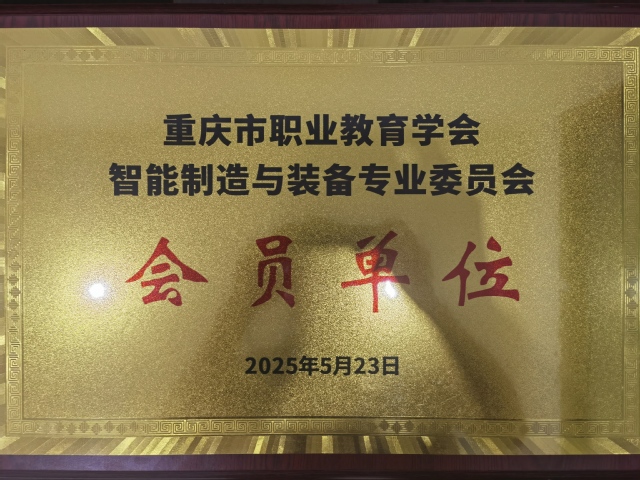 重庆市职业教育学会
智能制造与装备专业委员会
会员单位
2025年5月23日